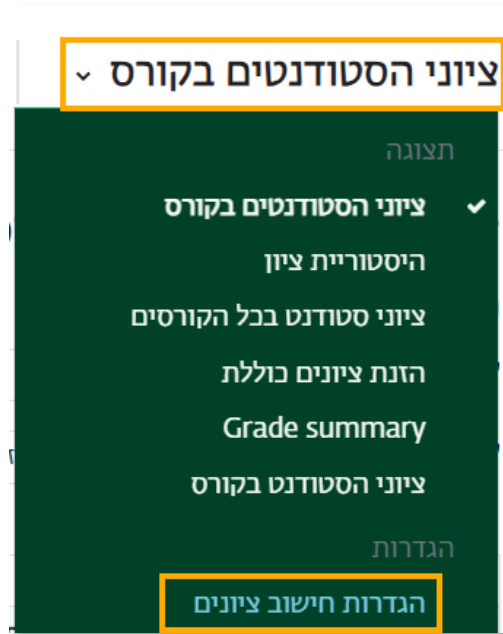 ציוני הסטודנטים בקורס
תצוגה
ציוני הסטודנטים בקורס
היסטוריית ציון
ציוני סטודנט בכל הקורסים
הזנת ציונים כוללת
Grade summary
ציוני הסטודנט בקורס
הגדרות
הגדרות חישוב ציונים